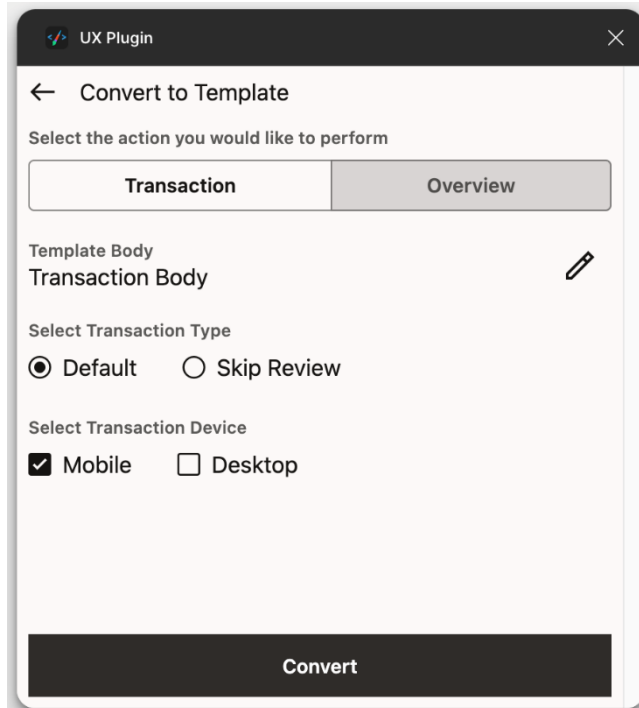 UX Plugin
Convert to Template
Select the action you would like to perform
Transaction Overview
Template Body
Transaction Body
Select Transaction Type
Default Skip Review
Select Transaction Device
Mobile Desktop
Convert